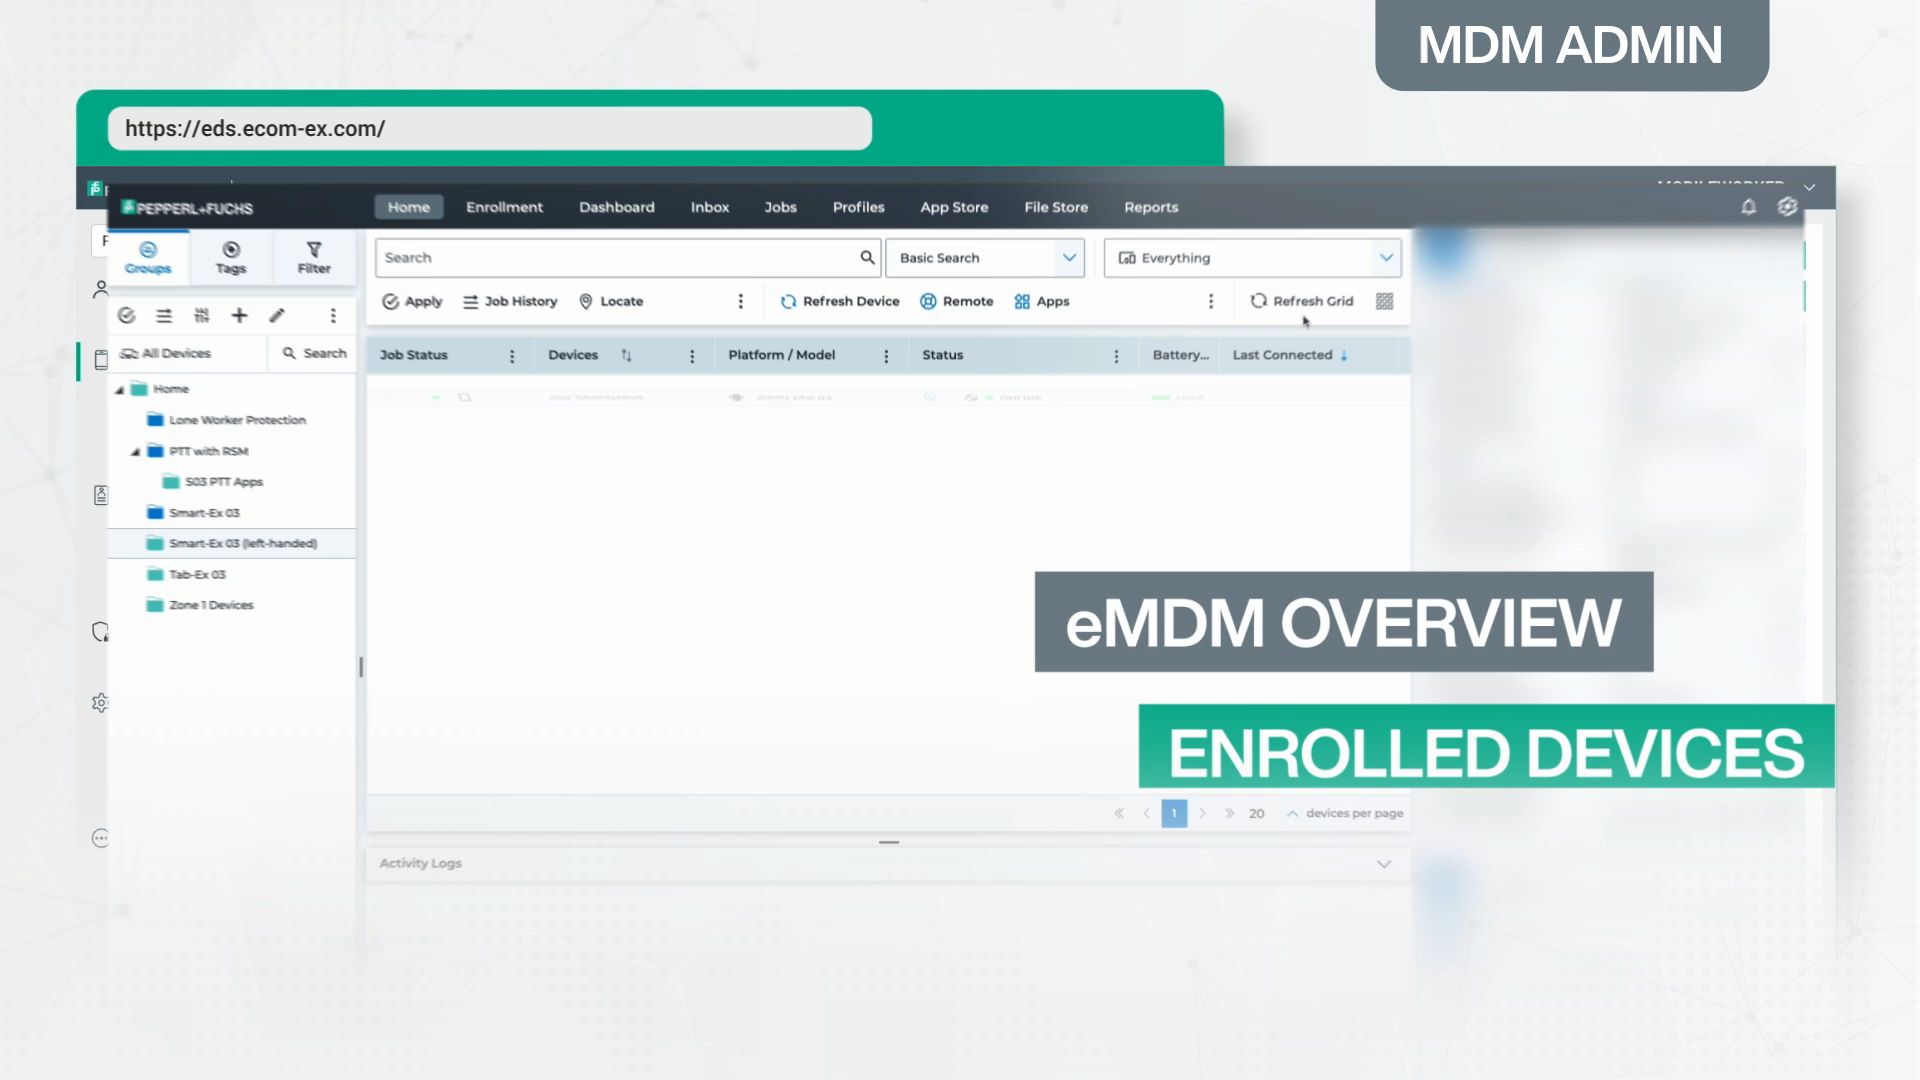 MDM ADMIN
https://eds.ecom-ex.com/
PEPPERL+FUCHS
Home Enrollment Dashboard Inbox Jobs Profiles App Store File Store Reports
Groups Tags Filter
Search Basic Search Everything
Apply Job History Locate Refresh Device Remote Apps Refresh Grid
All Devices Search
Job Status Devices Platform / Model Status Battery... Last Connected
Home
Lone Worker Protection
PTT with RSM
S03 PTT Apps
Smart-Ex 03
Smart-Ex 03 (left-handed)
Tab-Ex 03
Zone 1 Devices
eMDM OVERVIEW
ENROLLED DEVICES
1 20 devices per page
Activity Logs